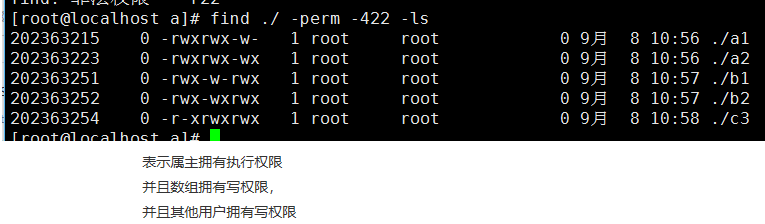 [root@localhost a]# find ./ -perm -422 -ls
202363215 0 -rwxrwx-w- 1 root root 0 9月 8 10:56 ./a1
202363223 0 -rwxrwx-wx 1 root root 0 9月 8 10:56 ./a2
202363251 0 -rwx-w-rwx 1 root root 0 9月 8 10:57 ./b1
202363252 0 -rwx-wxrwx 1 root root 0 9月 8 10:57 ./b2
202363254 0 -r-xrwxrwx 1 root root 0 9月 8 10:58 ./c3
[root@localhost a]#
表示属主拥有执行权限
并且数组拥有写权限，
并且其他用户拥有写权限